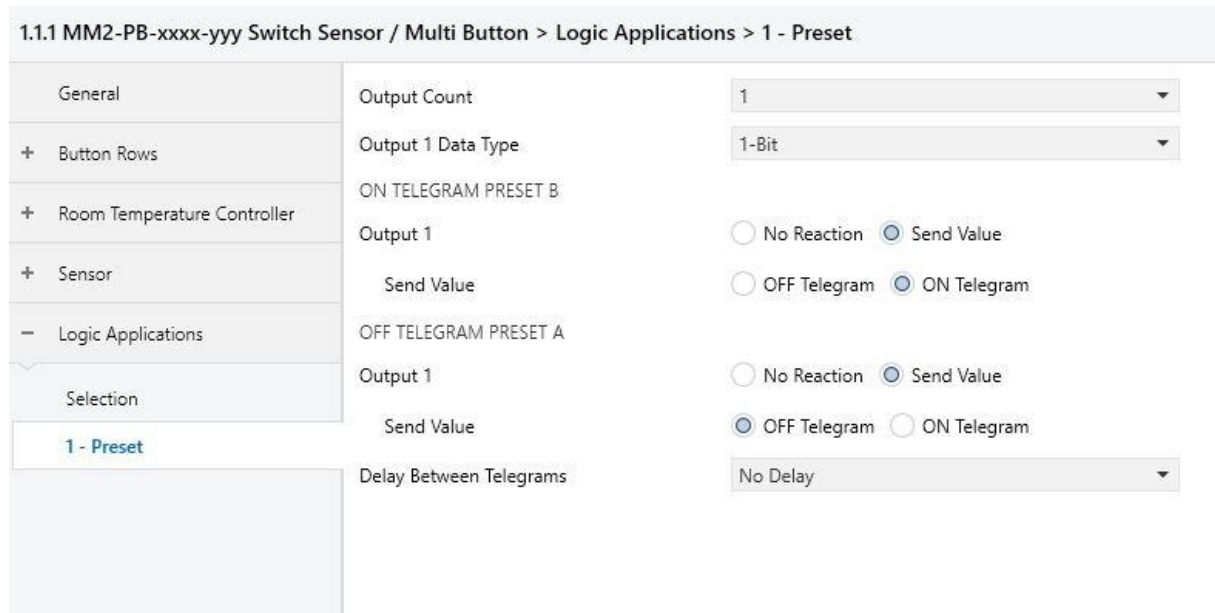 1.1.1 MM2-PB-xxxx-yyy Switch Sensor / Multi Button > Logic Applications > 1 - Preset
General
+ Button Rows
+ Room Temperature Controller
+ Sensor
− Logic Applications
Selection
1 - Preset
Output Count 1
Output 1 Data Type 1-Bit
ON TELEGRAM PRESET B
Output 1 No Reaction Send Value
Send Value OFF Telegram ON Telegram
OFF TELEGRAM PRESET A
Output 1 No Reaction Send Value
Send Value OFF Telegram ON Telegram
Delay Between Telegrams No Delay